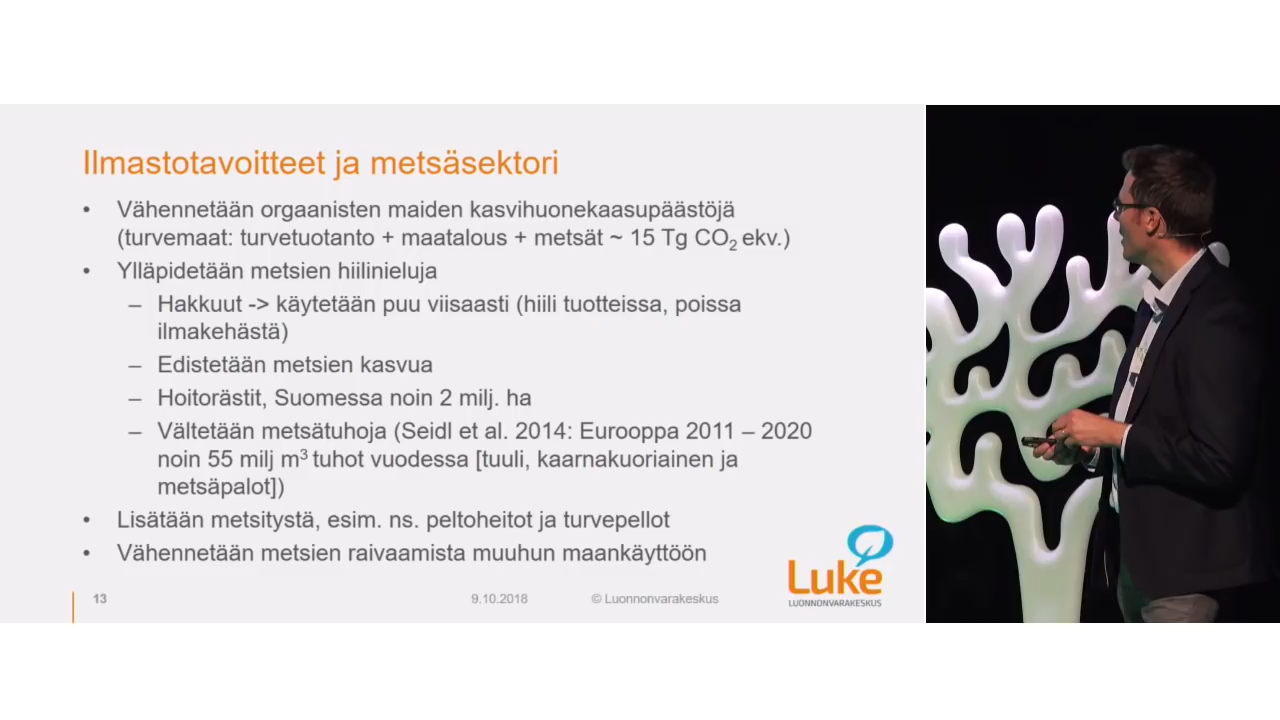 Ilmastotavoitteet ja metsäsektori
• Vähennetään orgaanisten maiden kasvihuonekaasupäästöjä
(turvemaat: turvetuotanto + maatalous + metsät ~ 15 Tg CO₂ ekv.)
• Ylläpidetään metsien hiilinieluja
– Hakkuut -> käytetään puu viisaasti (hiili tuotteissa, poissa
ilmakehästä)
– Edistetään metsien kasvua
– Hoitorästit, Suomessa noin 2 milj. ha
– Vältetään metsätuhoja (Seidl et al. 2014: Eurooppa 2011 – 2020
noin 55 milj m³ tuhot vuodessa [tuuli, kaarnakuoriainen ja
metsäpalot])
• Lisätään metsitystä, esim. ns. peltoheitot ja turvepellot
• Vähennetään metsien raivaamista muuhun maankäyttöön
Luke
LUONNONVARAKESKUS
13
9.10.2018
© Luonnonvarakeskus